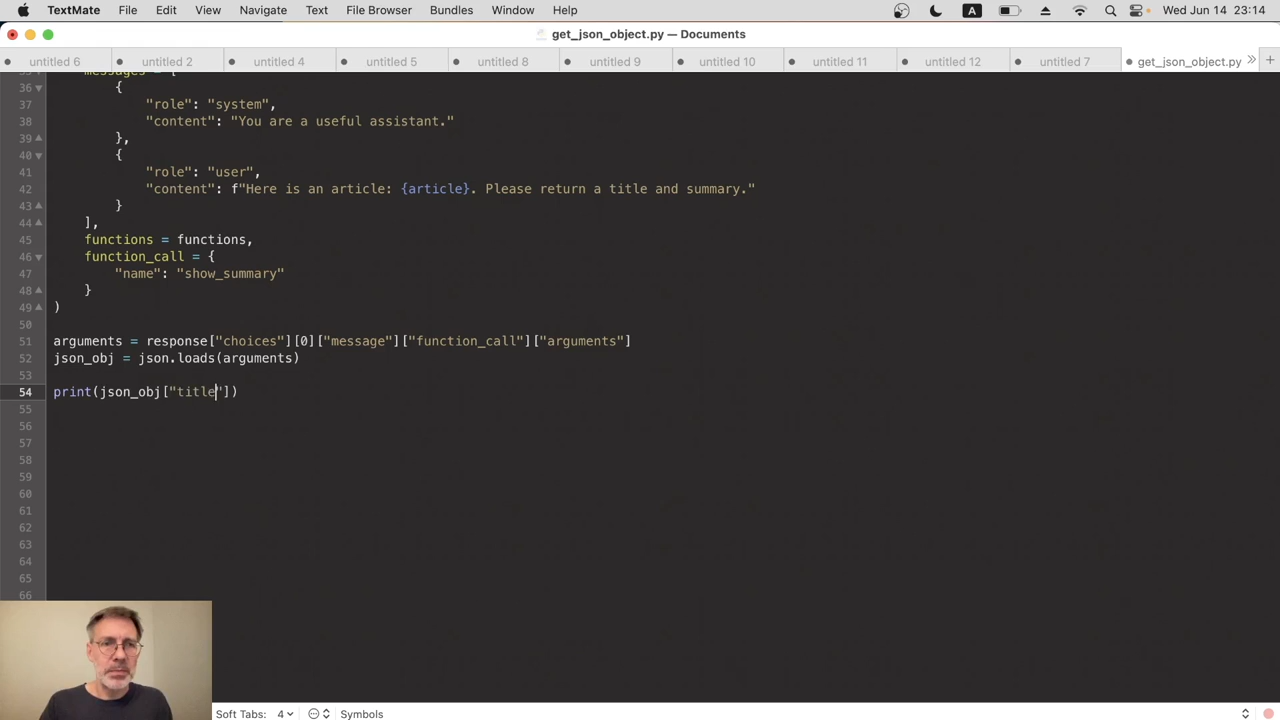 TextMate File Edit View Navigate Text File Browser Bundles Window Help A Wed Jun 14 23:14
get_json_object.py — Documents
untitled 6 untitled 2 untitled 4 untitled 5 untitled 8 untitled 9 untitled 10 untitled 11 untitled 12 untitled 7 get_json_object.py » +
35 messages = [
36 {
37 "role": "system",
38 "content": "You are a useful assistant."
39 },
40 {
41 "role": "user",
42 "content": f"Here is an article: {article}. Please return a title and summary."
43 }
44 ],
45 functions = functions,
46 function_call = {
47 "name": "show_summary"
48 }
49 )
50
51 arguments = response["choices"][0]["message"]["function_call"]["arguments"]
52 json_obj = json.loads(arguments)
53
54 print(json_obj["title"])
55
56
57
58
59
60
61
62
63
64
65
66
Soft Tabs: 4 Symbols